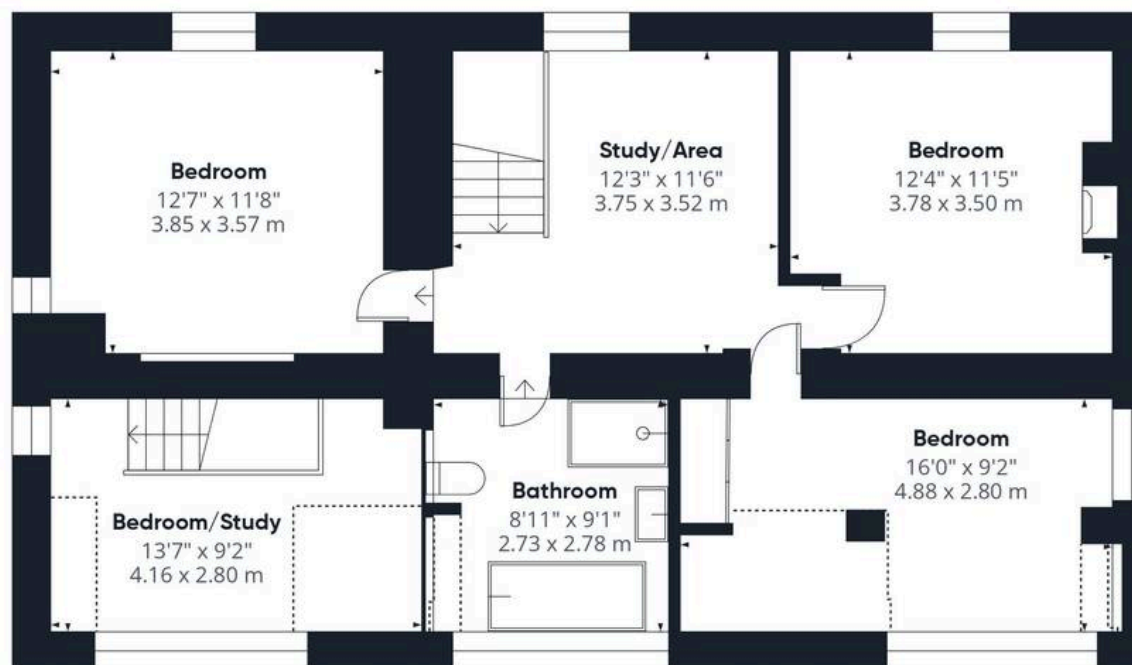 Bedroom
12'7" x 11'8"
3.85 x 3.57 m
Study/Area
12'3" x 11'6"
3.75 x 3.52 m
Bedroom
12'4" x 11'5"
3.78 x 3.50 m
Bedroom/Study
13'7" x 9'2"
4.16 x 2.80 m
Bathroom
8'11" x 9'1"
2.73 x 2.78 m
Bedroom
16'0" x 9'2"
4.88 x 2.80 m